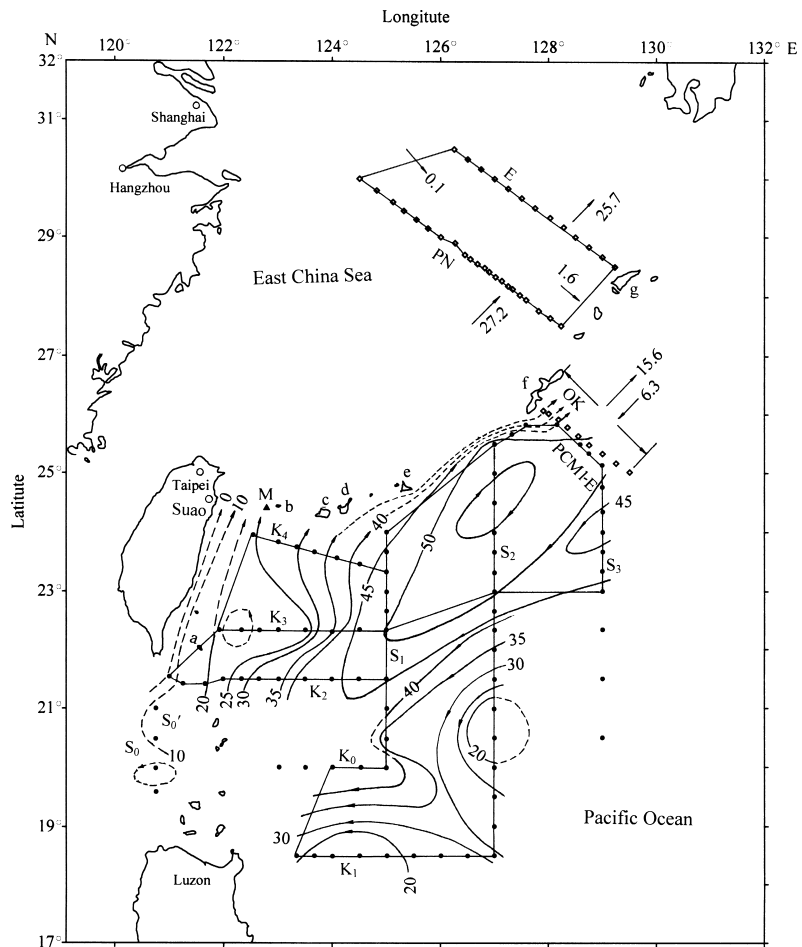 Longitute
N
120° 122° 124° 126° 128° 130° 132° E
32°
31°
29°
27°
25°
23°
21°
19°
17°
Latitute
Shanghai
Hangzhou
East China Sea
0.1
E
25.7
PN
27.2
1.6
g
f
OK
15.6
6.3
PCM1-E
Taipei
Suao
0
10
M
b
c
d
e
K₄
40
50
45
S₂
S₃
K₃
45
S₁
a
20
25
30
35
K₂
40
35
30
S₀′
S₀
10
K₀
20
30
K₁
20
Pacific Ocean
Luzon